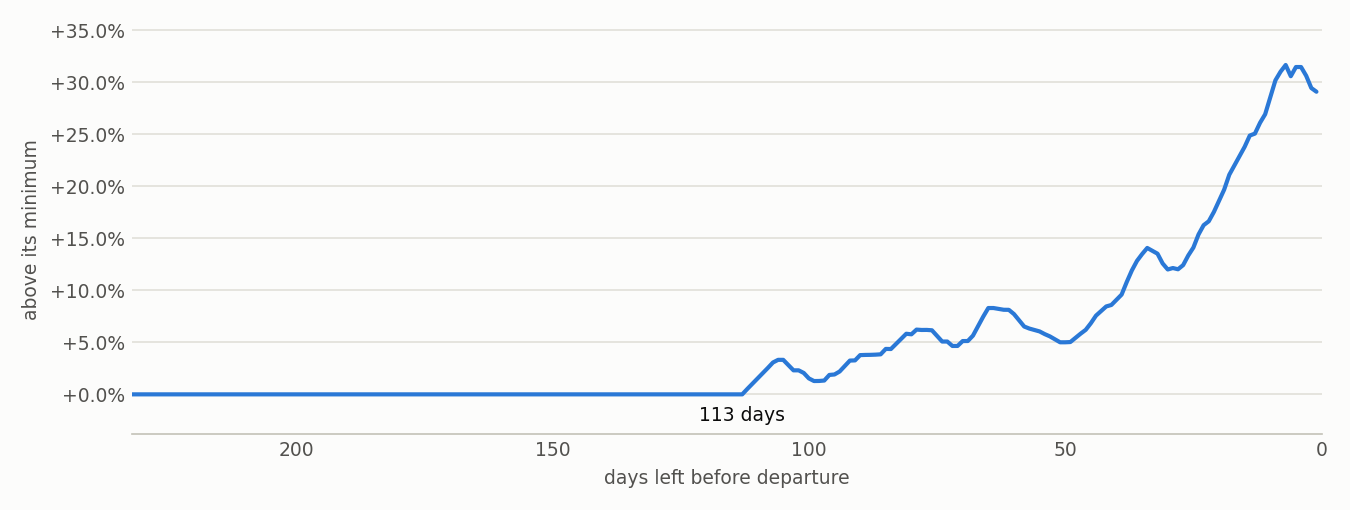 +35.0%
+30.0%
+25.0%
+20.0%
+15.0%
+10.0%
+5.0%
+0.0%
above its minimum
113 days
200 150 100 50 0
days left before departure